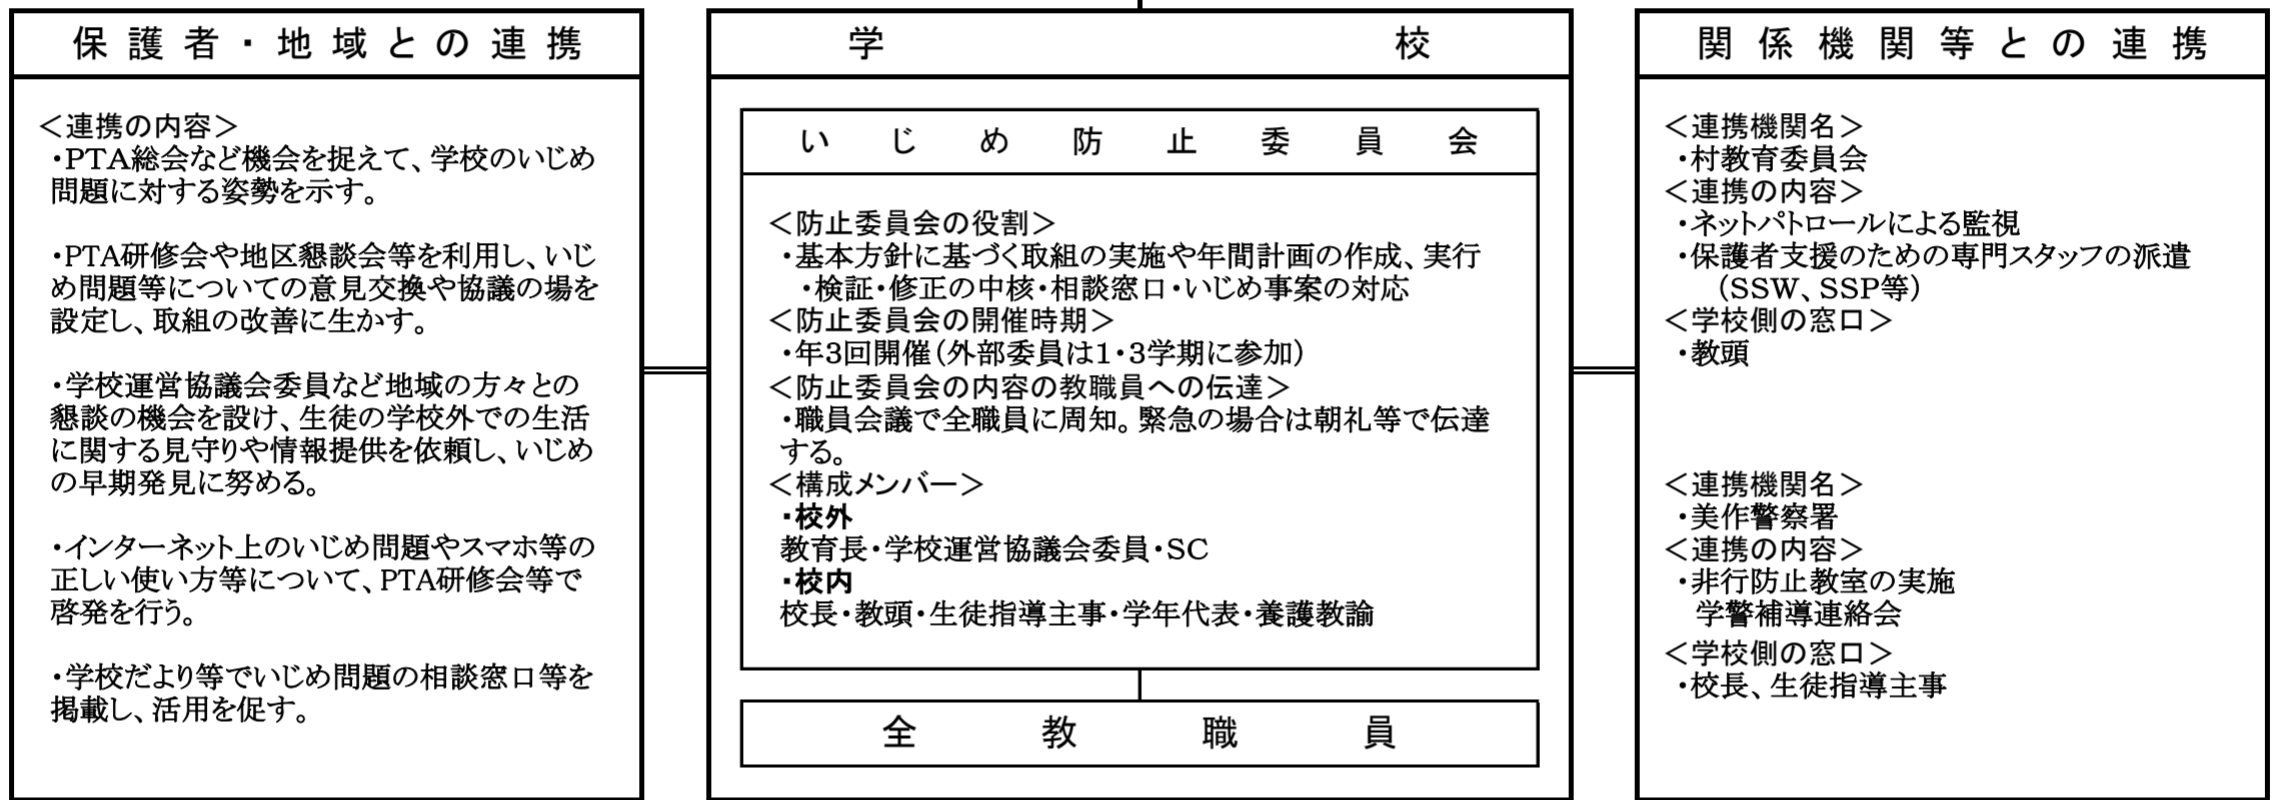 保護者・地域との連携
＜連携の内容＞
・PTA総会など機会を捉えて、学校のいじめ
問題に対する姿勢を示す。
・PTA研修会や地区懇談会等を利用し、いじ
め問題等についての意見交換や協議の場を
設定し、取組の改善に生かす。
・学校運営協議会委員など地域の方々との
懇談の機会を設け、生徒の学校外での生活
に関する見守りや情報提供を依頼し、いじめ
の早期発見に努める。
・インターネット上のいじめ問題やスマホ等の
正しい使い方等について、PTA研修会等で
啓発を行う。
・学校だより等でいじめ問題の相談窓口等を
掲載し、活用を促す。
学校
いじめ防止委員会
＜防止委員会の役割＞
・基本方針に基づく取組の実施や年間計画の作成、実行
・検証・修正の中核・相談窓口・いじめ事案の対応
＜防止委員会の開催時期＞
・年3回開催（外部委員は1・3学期に参加）
＜防止委員会の内容の教職員への伝達＞
・職員会議で全職員に周知。緊急の場合は朝礼等で伝達
する。
＜構成メンバー＞
・校外
教育長・学校運営協議会委員・SC
・校内
校長・教頭・生徒指導主事・学年代表・養護教諭
全教職員
関係機関等との連携
＜連携機関名＞
・村教育委員会
＜連携の内容＞
・ネットパトロールによる監視
・保護者支援のための専門スタッフの派遣
（SSW、SSP等）
＜学校側の窓口＞
・教頭
＜連携機関名＞
・美作警察署
＜連携の内容＞
・非行防止教室の実施
学警補導連絡会
＜学校側の窓口＞
・校長、生徒指導主事